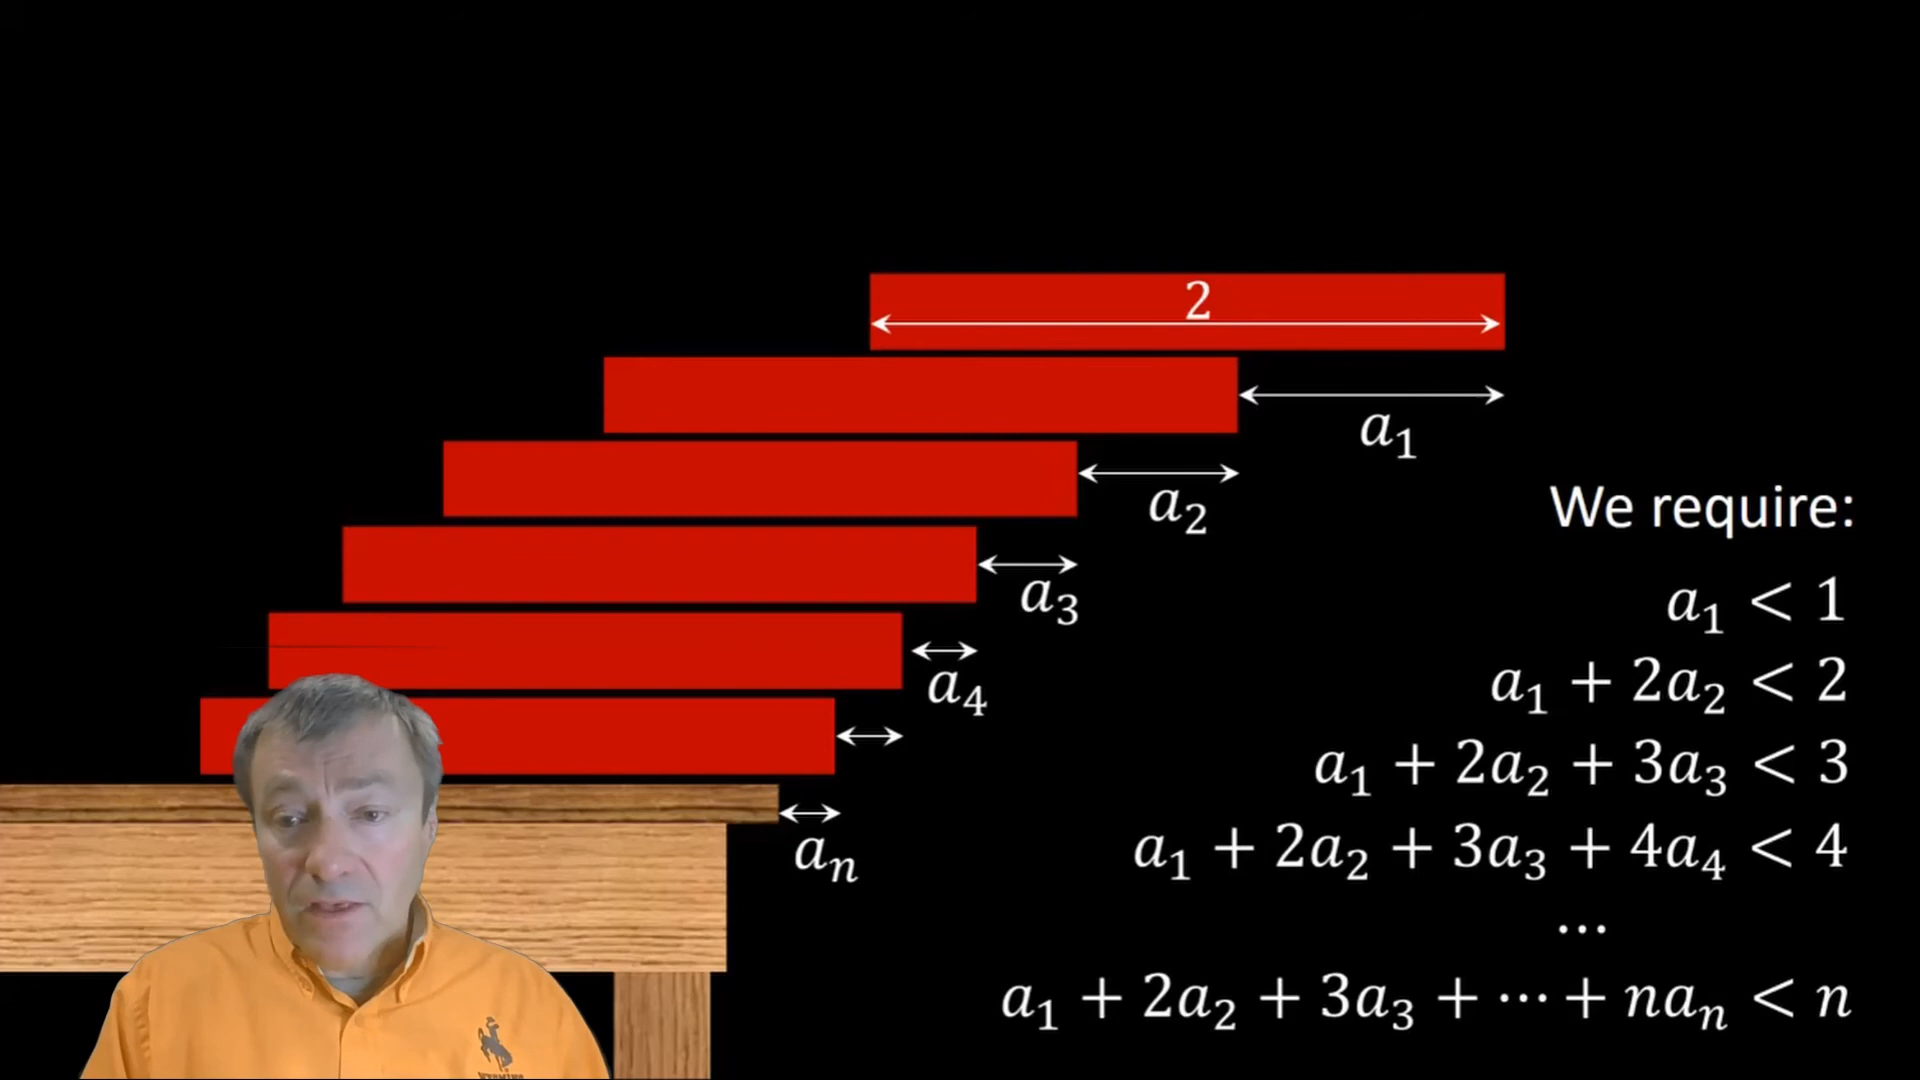 2
a₁
a₂
a₃
a₄
aₙ
We require:
a₁ < 1
a₁ + 2a₂ < 2
a₁ + 2a₂ + 3a₃ < 3
a₁ + 2a₂ + 3a₃ + 4a₄ < 4
…
a₁ + 2a₂ + 3a₃ + ⋯ + naₙ < n
WYOMING